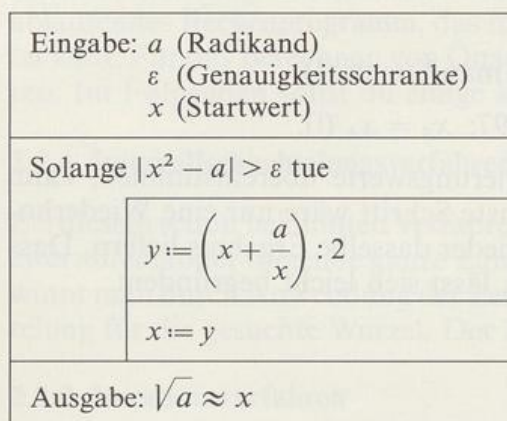 Eingabe: a (Radikand)
ε (Genauigkeitsschranke)
x (Startwert)
Solange |x² − a| > ε tue
y := (x + a/x) : 2
x := y
Ausgabe: √a ≈ x